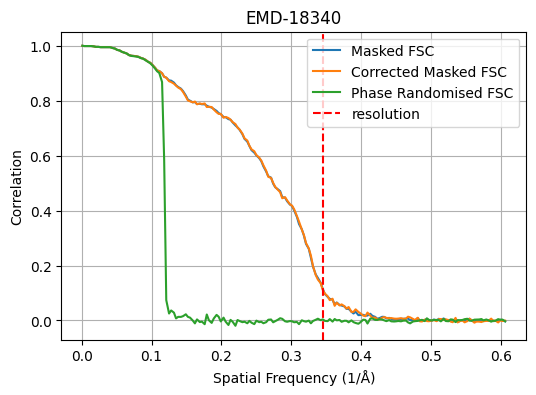 EMD-18340
Masked FSC
Corrected Masked FSC
Phase Randomised FSC
resolution
Correlation
1.0
0.8
0.6
0.4
0.2
0.0
0.0 0.1 0.2 0.3 0.4 0.5 0.6
Spatial Frequency (1/Å)